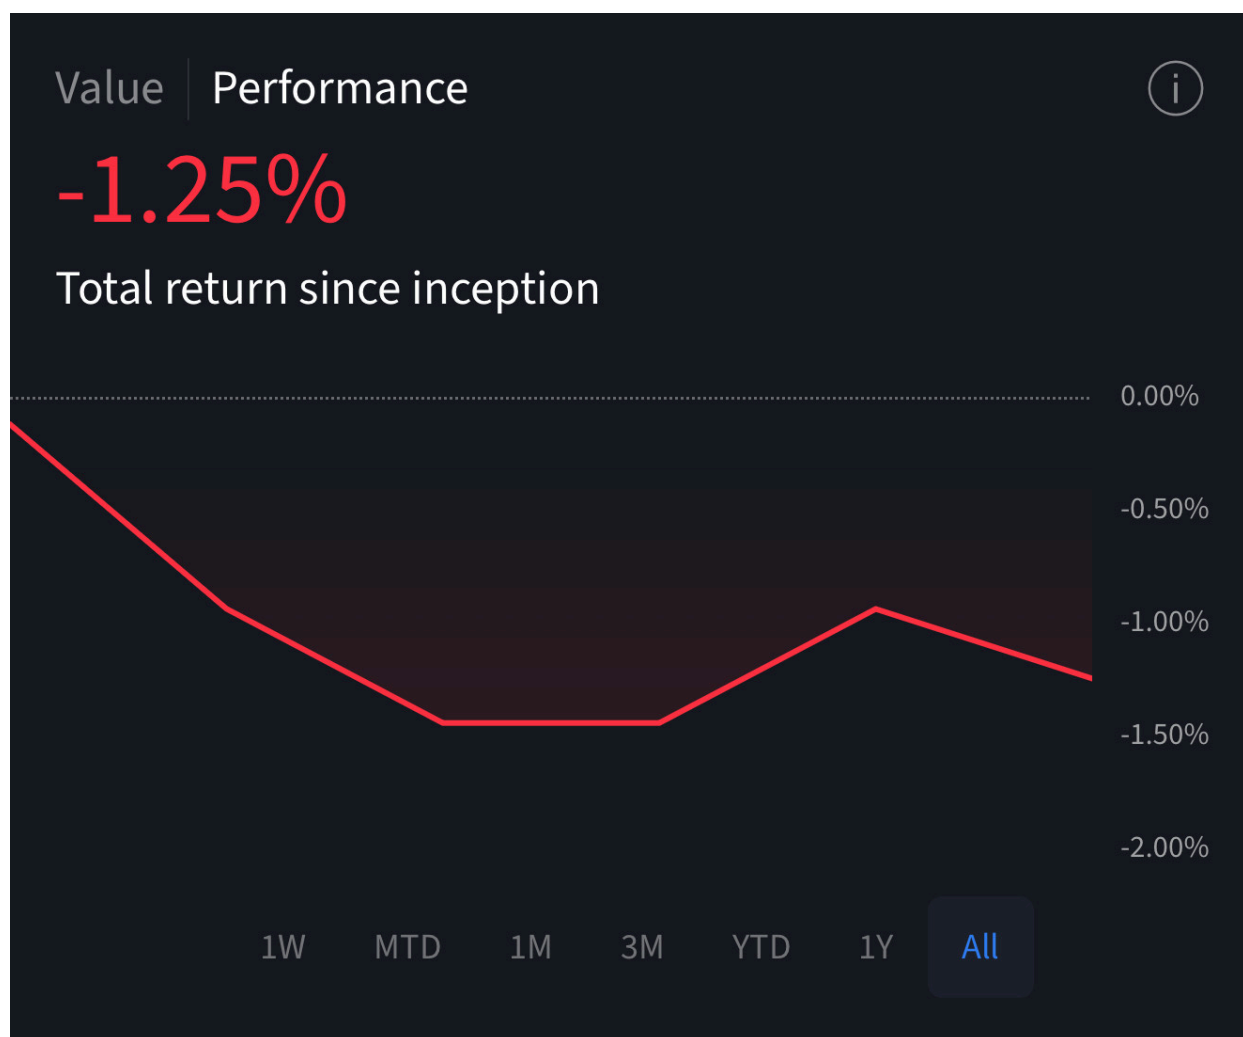 Value | Performance
i
-1.25%
Total return since inception
0.00%
-0.50%
-1.00%
-1.50%
-2.00%
1W MTD 1M 3M YTD 1Y All